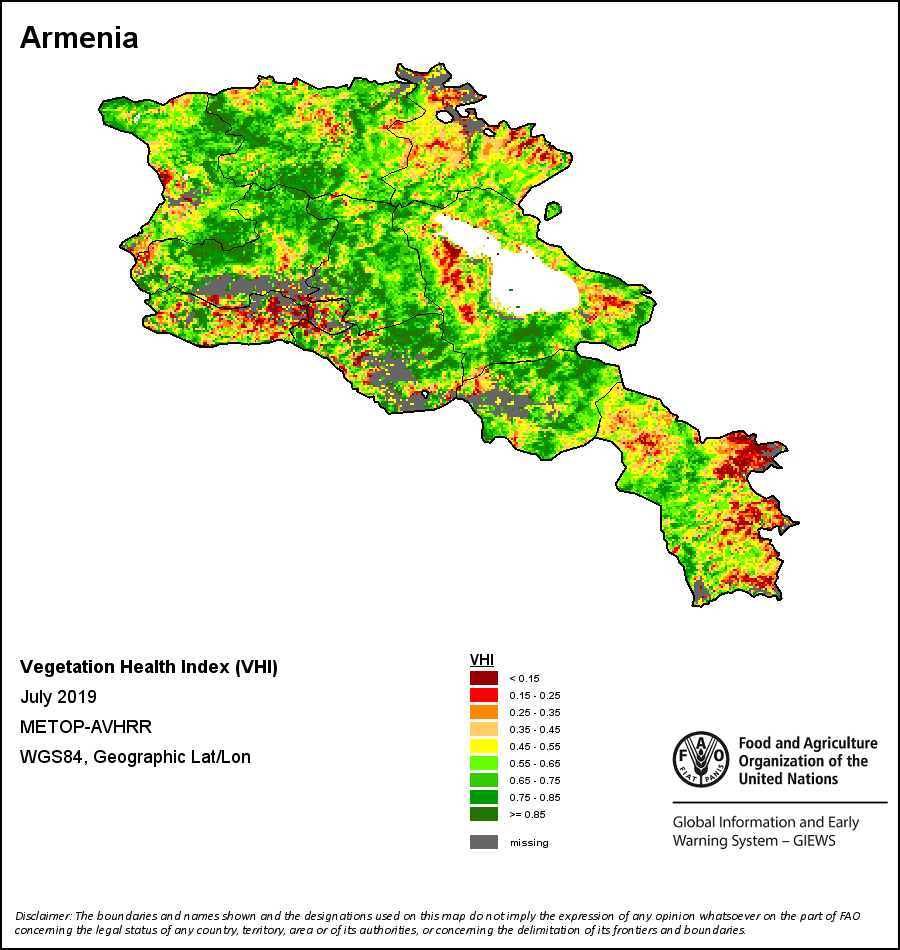 Armenia
Vegetation Health Index (VHI)
July 2019
METOP-AVHRR
WGS84, Geographic Lat/Lon
VHI
< 0.15
0.15 - 0.25
0.25 - 0.35
0.35 - 0.45
0.45 - 0.55
0.55 - 0.65
0.65 - 0.75
0.75 - 0.85
>= 0.85
missing
F A O
FIAT PANIS
Food and Agriculture
Organization of the
United Nations
Global Information and Early
Warning System – GIEWS
Disclaimer: The boundaries and names shown and the designations used on this map do not imply the expression of any opinion whatsoever on the part of FAO
concerning the legal status of any country, territory, area or of its authorities, or concerning the delimitation of its frontiers and boundaries.